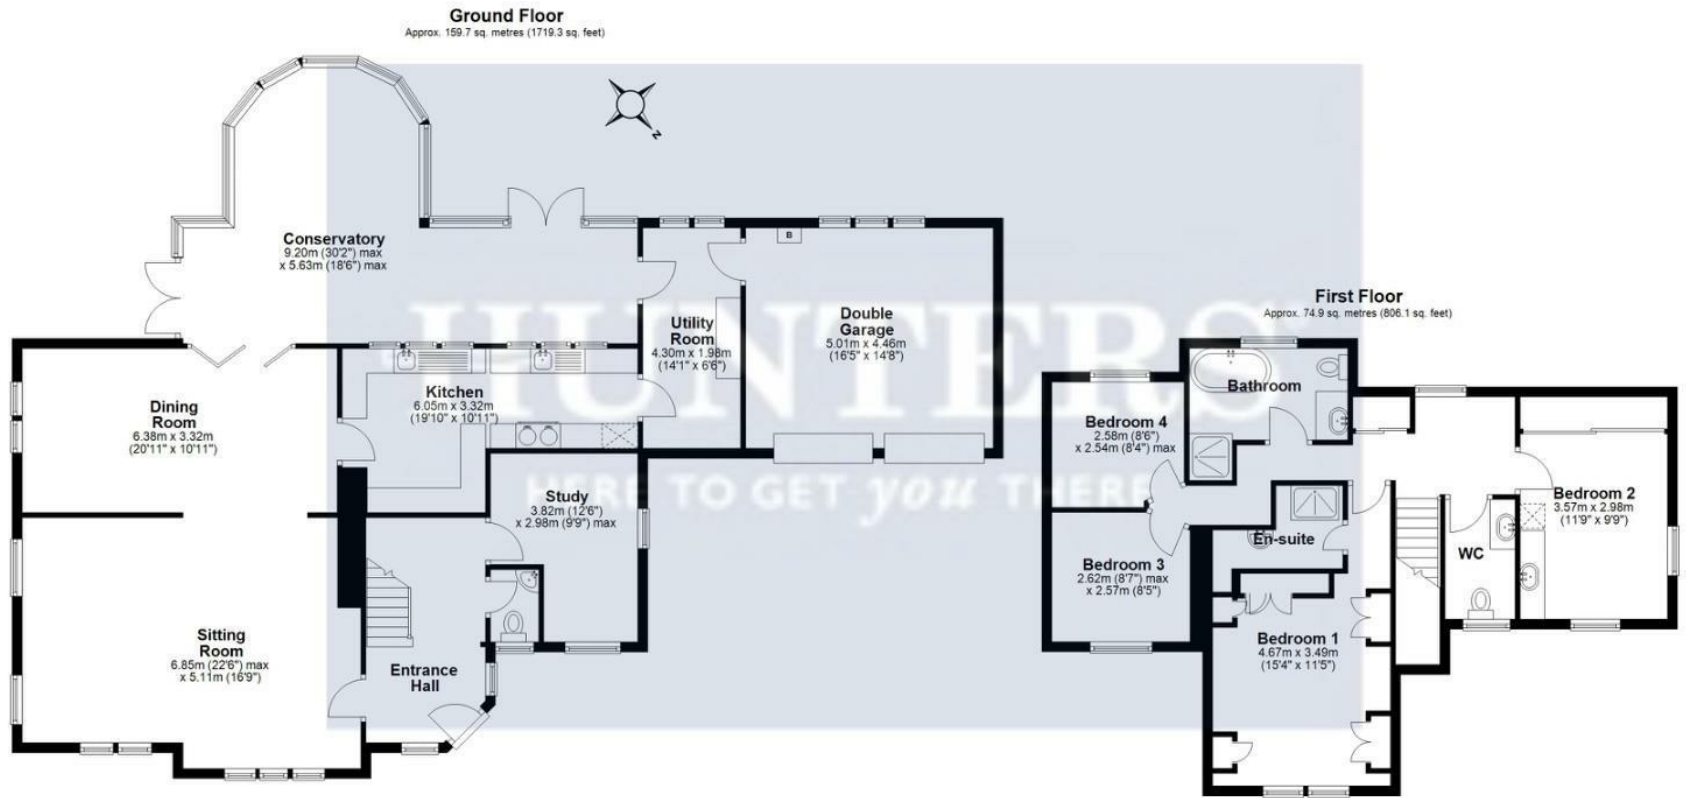 Ground Floor
Approx. 159.7 sq. metres (1719.3 sq. feet)
N
Conservatory
9.20m (30'2") max
x 5.63m (18'6") max
B
Utility
Room
4.30m x 1.98m
(14'1" x 6'6")
Double
Garage
5.01m x 4.46m
(16'5" x 14'8")
Kitchen
6.05m x 3.32m
(19'10" x 10'11")
Dining
Room
6.38m x 3.32m
(20'11" x 10'11")
Study
3.82m (12'6")
x 2.98m (9'9") max
Sitting
Room
6.85m (22'6") max
x 5.11m (16'9")
Entrance
Hall
HUNTERS
HERE TO GET you THERE
First Floor
Approx. 74.9 sq. metres (806.1 sq. feet)
Bathroom
Bedroom 4
2.58m (8'6")
x 2.54m (8'4") max
Bedroom 2
3.57m x 2.98m
(11'9" x 9'9")
En-suite
WC
Bedroom 3
2.62m (8'7") max
x 2.57m (8'5")
Bedroom 1
4.67m x 3.49m
(15'4" x 11'5")